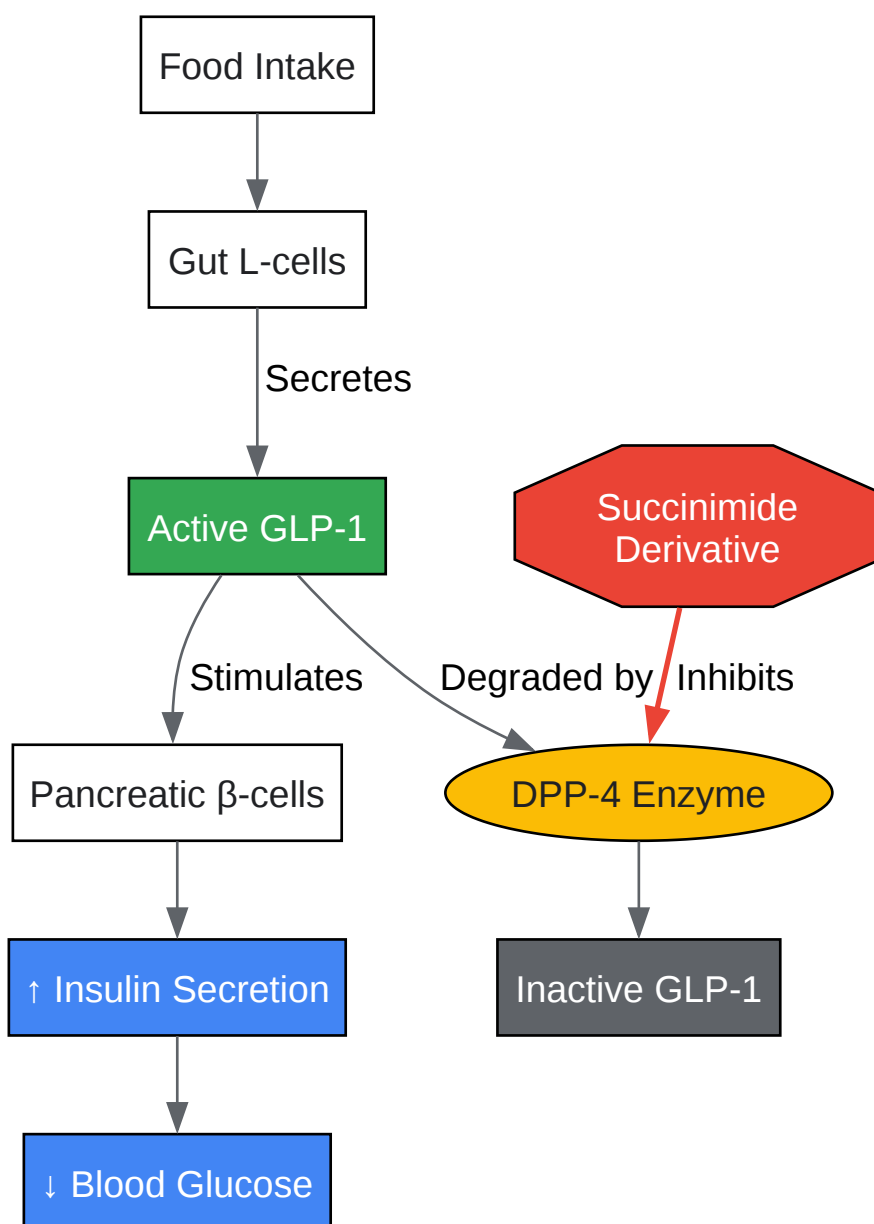 Food Intake
Gut L-cells
Secretes
Active GLP-1
Succinimide
Derivative
Stimulates
Degraded by
Inhibits
Pancreatic β-cells
DPP-4 Enzyme
↑ Insulin Secretion
Inactive GLP-1
↓ Blood Glucose